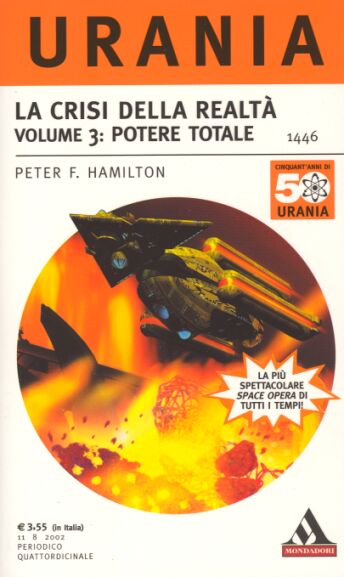 URANIA
LA CRISI DELLA REALTÀ
VOLUME 3: POTERE TOTALE 1446
PETER F. HAMILTON
CINQUANT'ANNI DI
50
URANIA
LA PIÙ
SPETTACOLARE
SPACE OPERA DI
TUTTI I TEMPI!
€ 3,55 (in Italia)
11 8 2002
PERIODICO
QUATTORDICINALE
MONDADORI